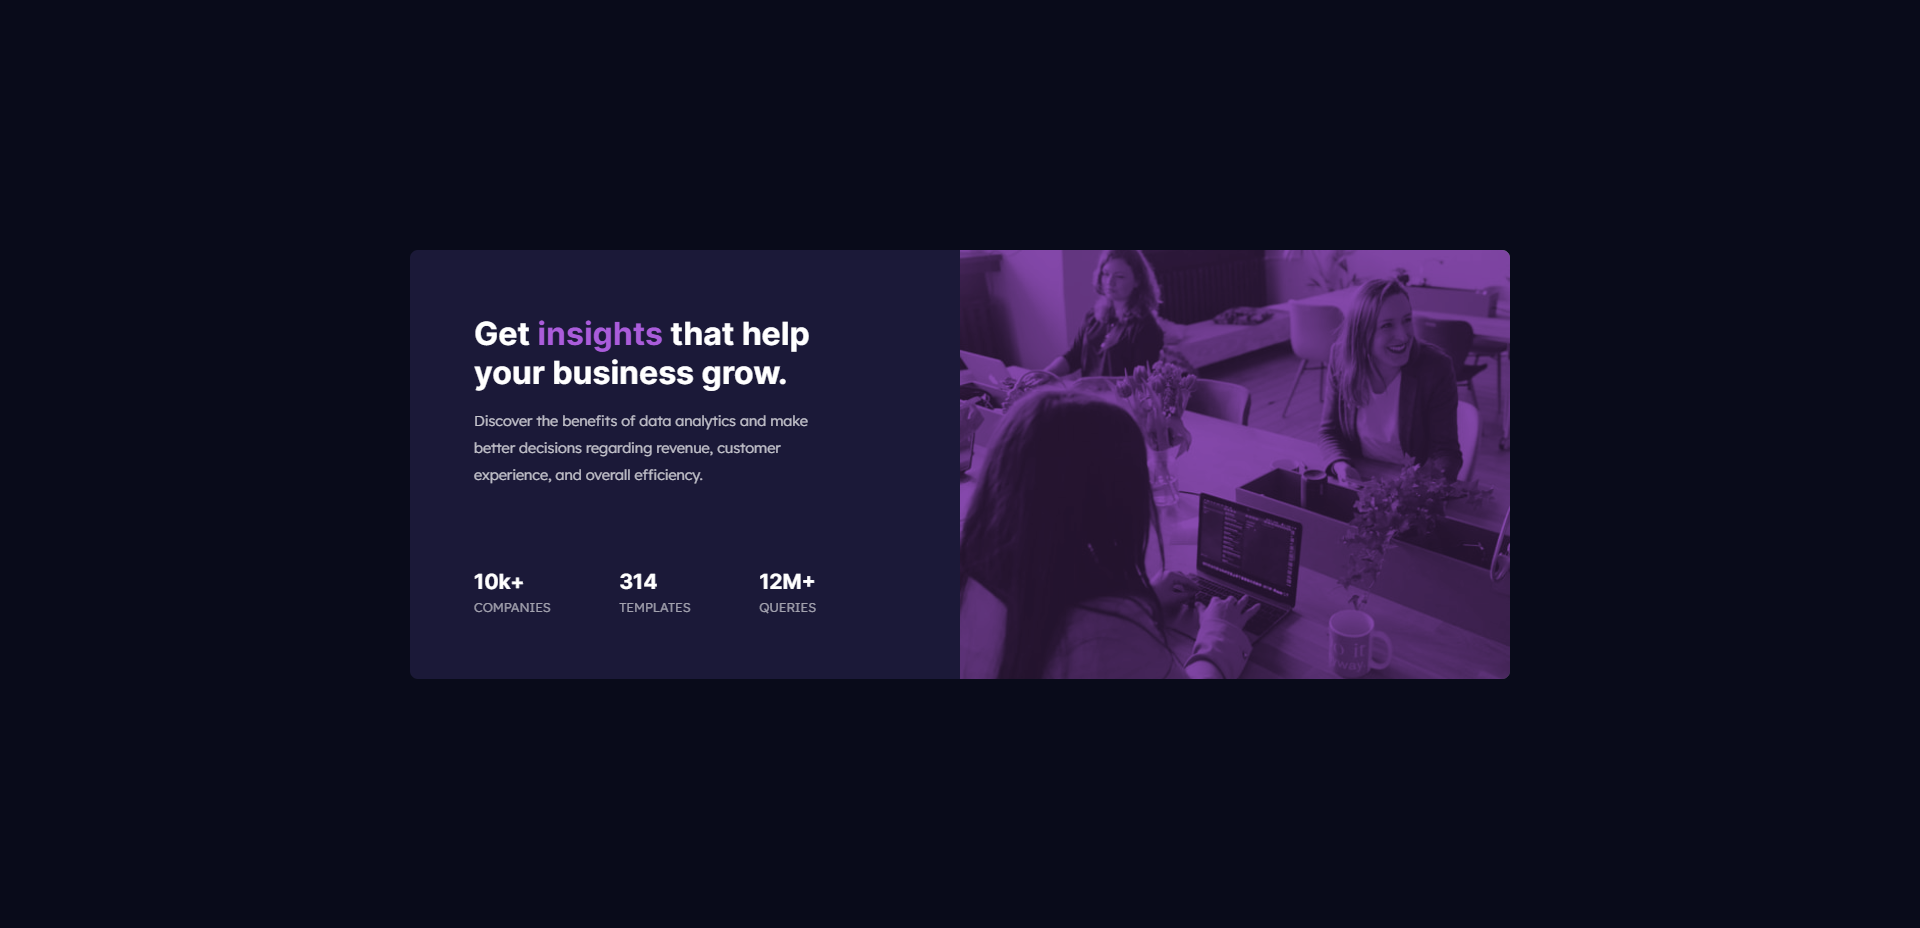 Get insights that help
your business grow.
Discover the benefits of data analytics and make
better decisions regarding revenue, customer
experience, and overall efficiency.
10k+ 314 12M+
COMPANIES TEMPLATES QUERIES